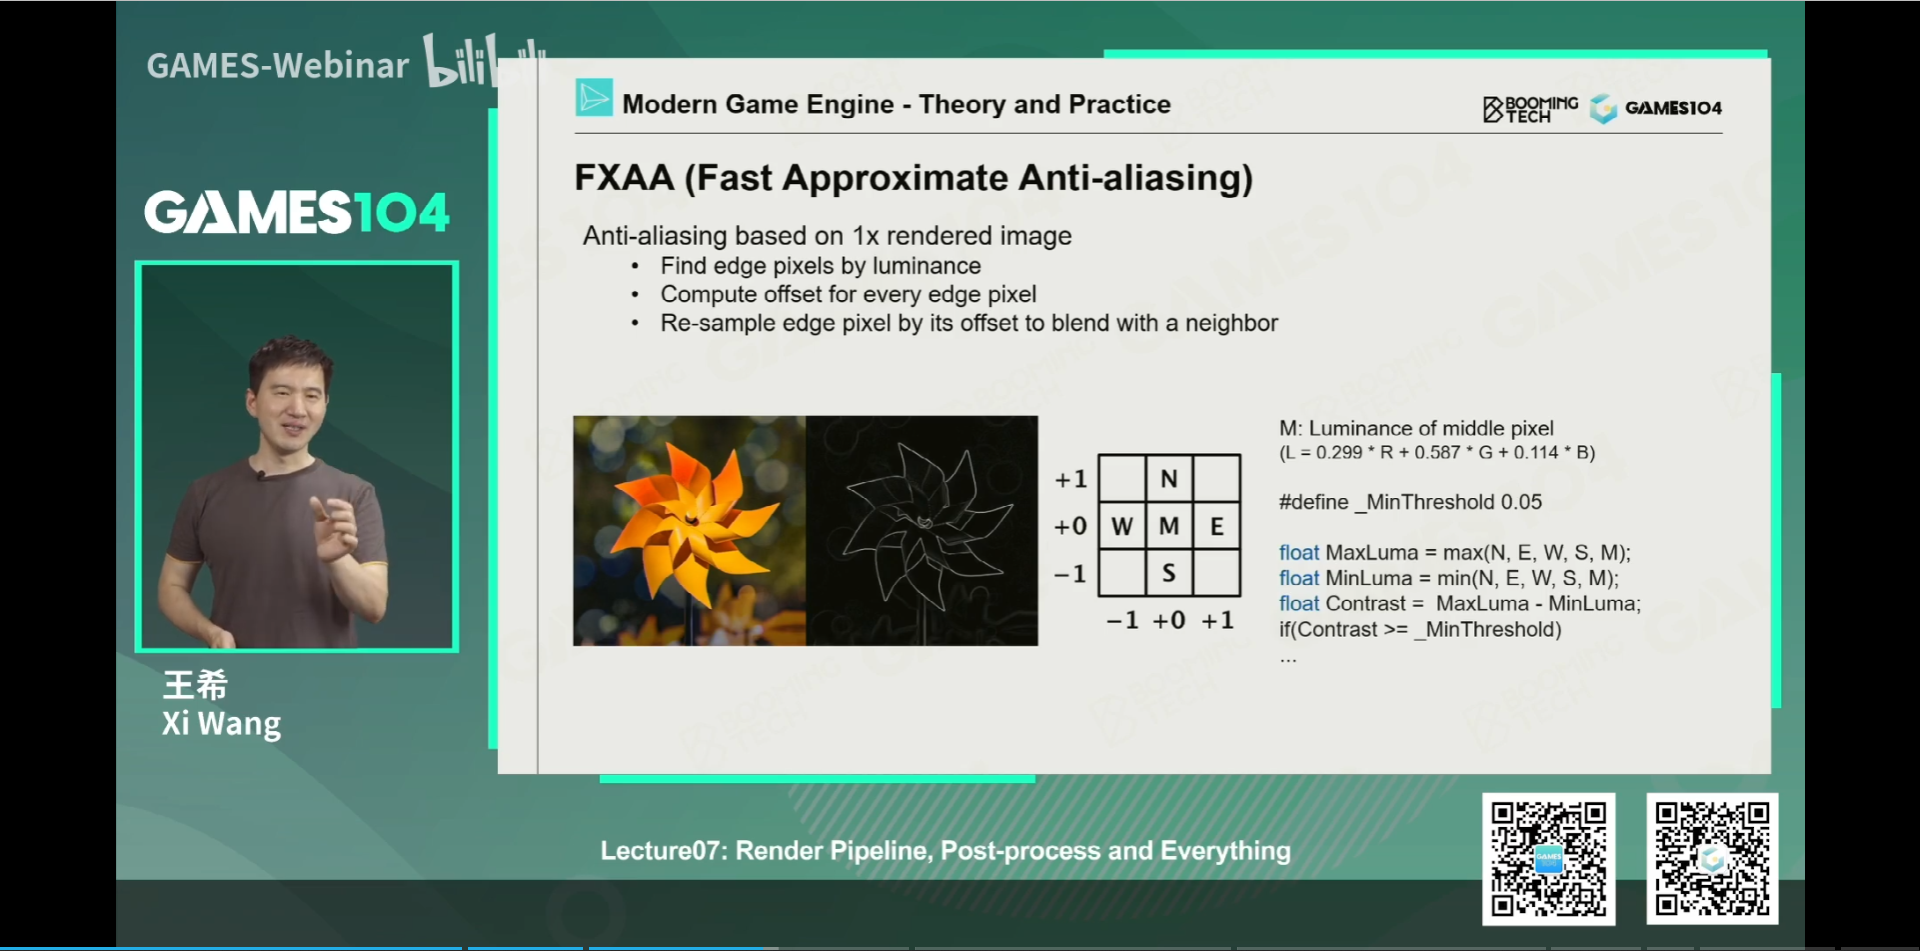 GAMES-Webinar bilibili
Modern Game Engine - Theory and Practice
BOOMING TECH
GAMES104
GAMES104
FXAA (Fast Approximate Anti-aliasing)
Anti-aliasing based on 1x rendered image
• Find edge pixels by luminance
• Compute offset for every edge pixel
• Re-sample edge pixel by its offset to blend with a neighbor
+1 N
+0 W M E
−1 S
−1 +0 +1
M: Luminance of middle pixel
(L = 0.299 * R + 0.587 * G + 0.114 * B)
#define _MinThreshold 0.05
float MaxLuma = max(N, E, W, S, M);
float MinLuma = min(N, E, W, S, M);
float Contrast = MaxLuma - MinLuma;
if(Contrast >= _MinThreshold)
...
王希
Xi Wang
Lecture07: Render Pipeline, Post-process and Everything